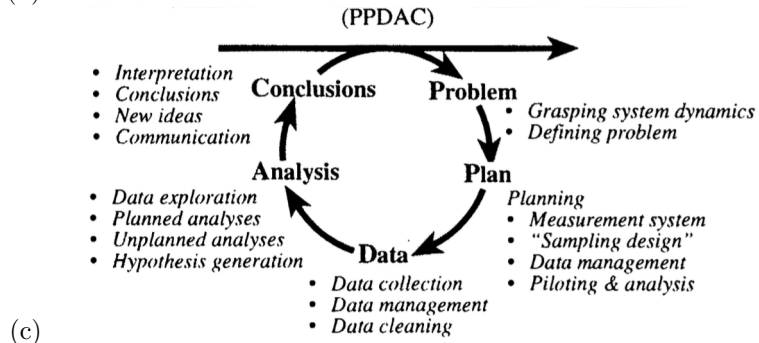 (PPDAC)
• Interpretation
• Conclusions
• New ideas
• Communication
Conclusions
Problem
• Grasping system dynamics
• Defining problem
Analysis
Plan
• Data exploration
• Planned analyses
• Unplanned analyses
• Hypothesis generation
Planning
• Measurement system
• “Sampling design”
• Data management
• Piloting & analysis
Data
• Data collection
• Data management
• Data cleaning
(c)